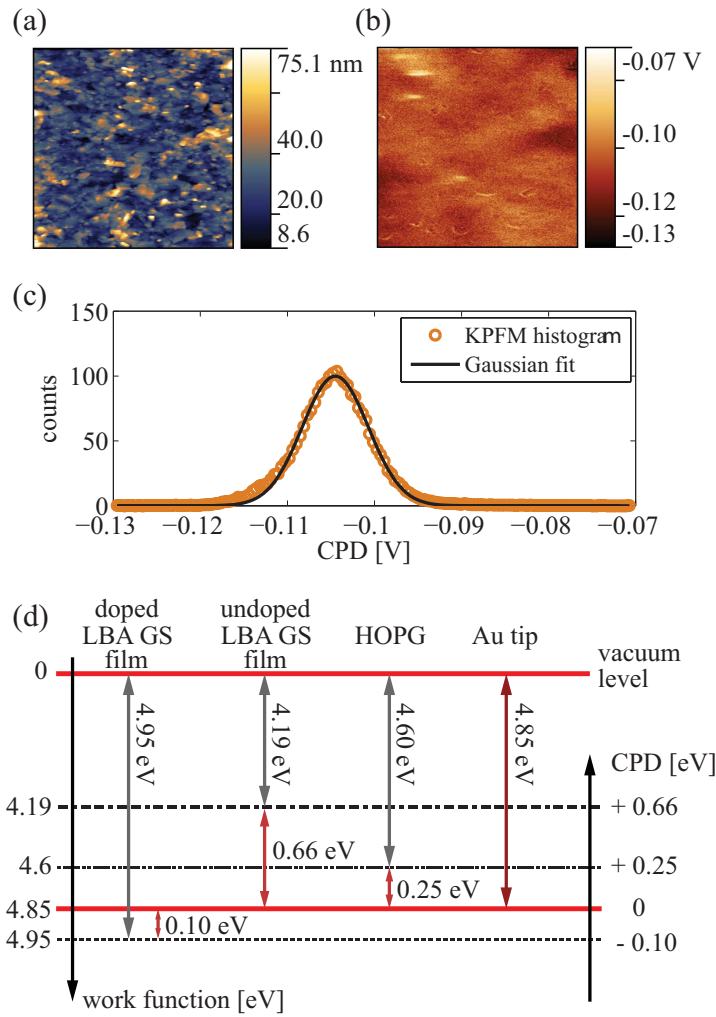 (a)
75.1 nm
40.0
20.0
8.6
(b)
-0.07 V
-0.10
-0.12
-0.13
(c)
150
100
50
0
counts
KPFM histogram
Gaussian fit
−0.13 −0.12 −0.11 −0.1 −0.09 −0.08 −0.07
CPD [V]
(d)
doped
LBA GS
film
undoped
LBA GS
film
HOPG
Au tip
0
vacuum
level
4.95 eV
4.19 eV
4.60 eV
4.85 eV
CPD [eV]
4.19
+ 0.66
0.66 eV
4.6
+ 0.25
0.25 eV
4.85
0
0.10 eV
4.95
- 0.10
work function [eV]